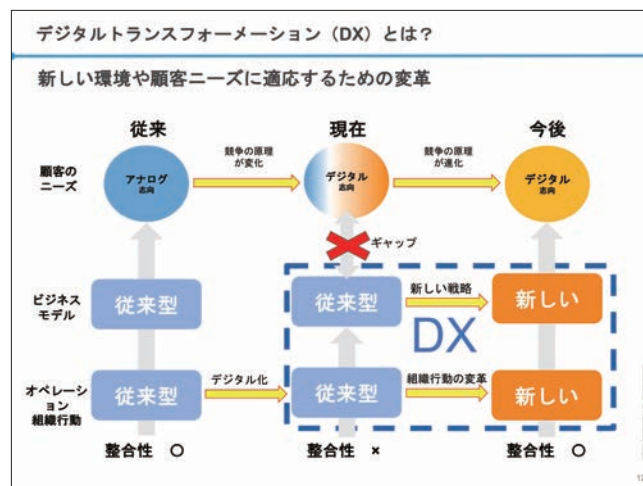 デジタルトランスフォーメーション（DX）とは？
新しい環境や顧客ニーズに適応するための変革
従来
現在
今後
顧客の
ニーズ
アナログ
志向
競争の原理
が変化
デジタル
志向
競争の原理
が進化
デジタル
志向
ギャップ
ビジネス
モデル
従来型
従来型
新しい戦略
新しい
DX
オペレーション
組織行動
従来型
デジタル化
従来型
組織行動の変革
新しい
整合性 ○
整合性 ×
整合性 ○